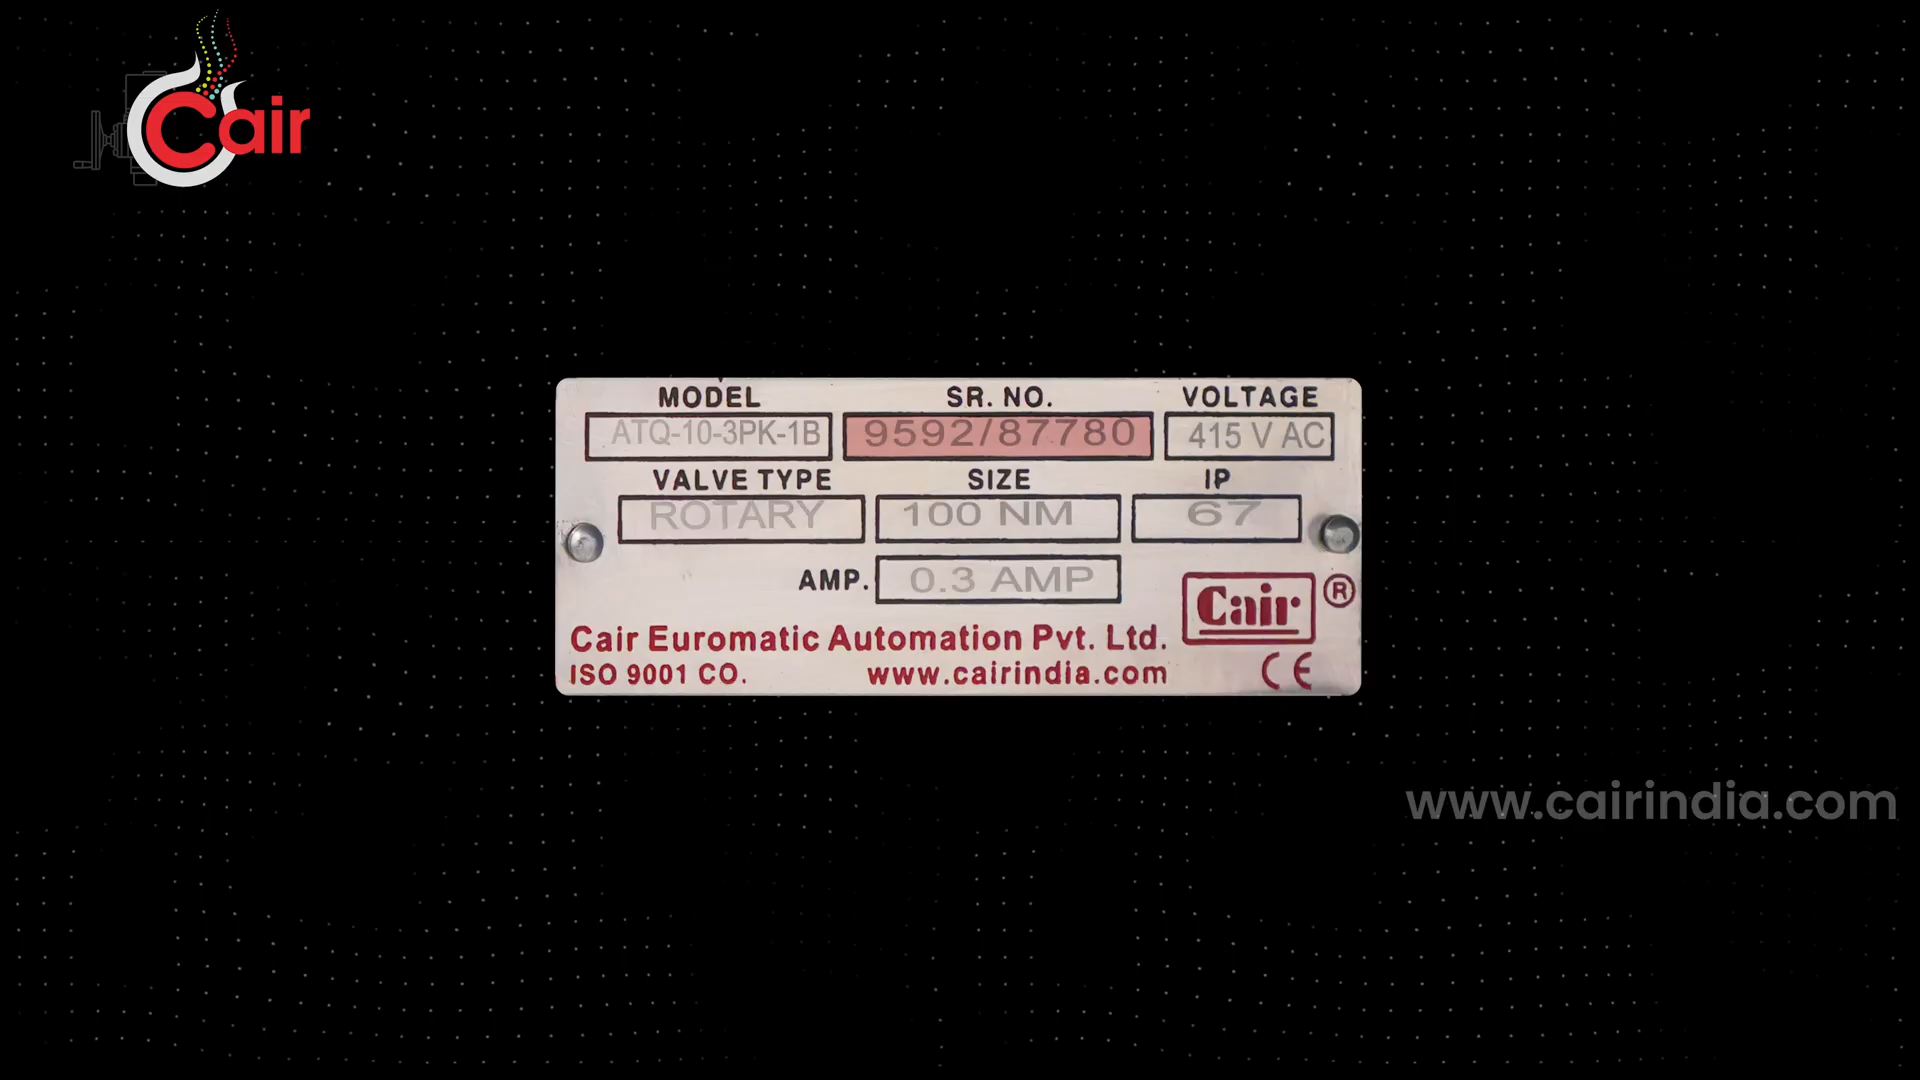 Cair
MODEL SR. NO. VOLTAGE
ATQ-10-3PK-1B 9592/87780 415 V AC
VALVE TYPE SIZE IP
ROTARY 100 NM 67
AMP. 0.3 AMP
Cair ®
Cair Euromatic Automation Pvt. Ltd.
ISO 9001 CO. www.cairindia.com CE
www.cairindia.com